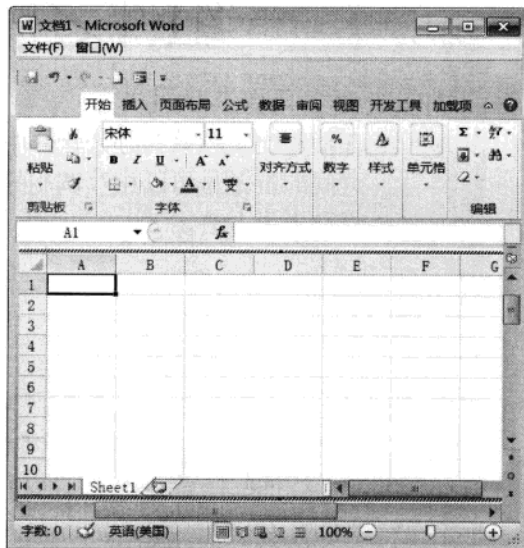 文档1 - Microsoft Word
文件(F) 窗口(W)
开始 插入 页面布局 公式 数据 审阅 视图 开发工具 加载项
宋体 11
粘贴 B I U A A 对齐方式 数字 样式 单元格
剪贴板 字体 编辑
A1 fx
A B C D E F G
1
2
3
4
5
6
7
8
9
10
Sheet1
字数: 0 英语(美国) 100%